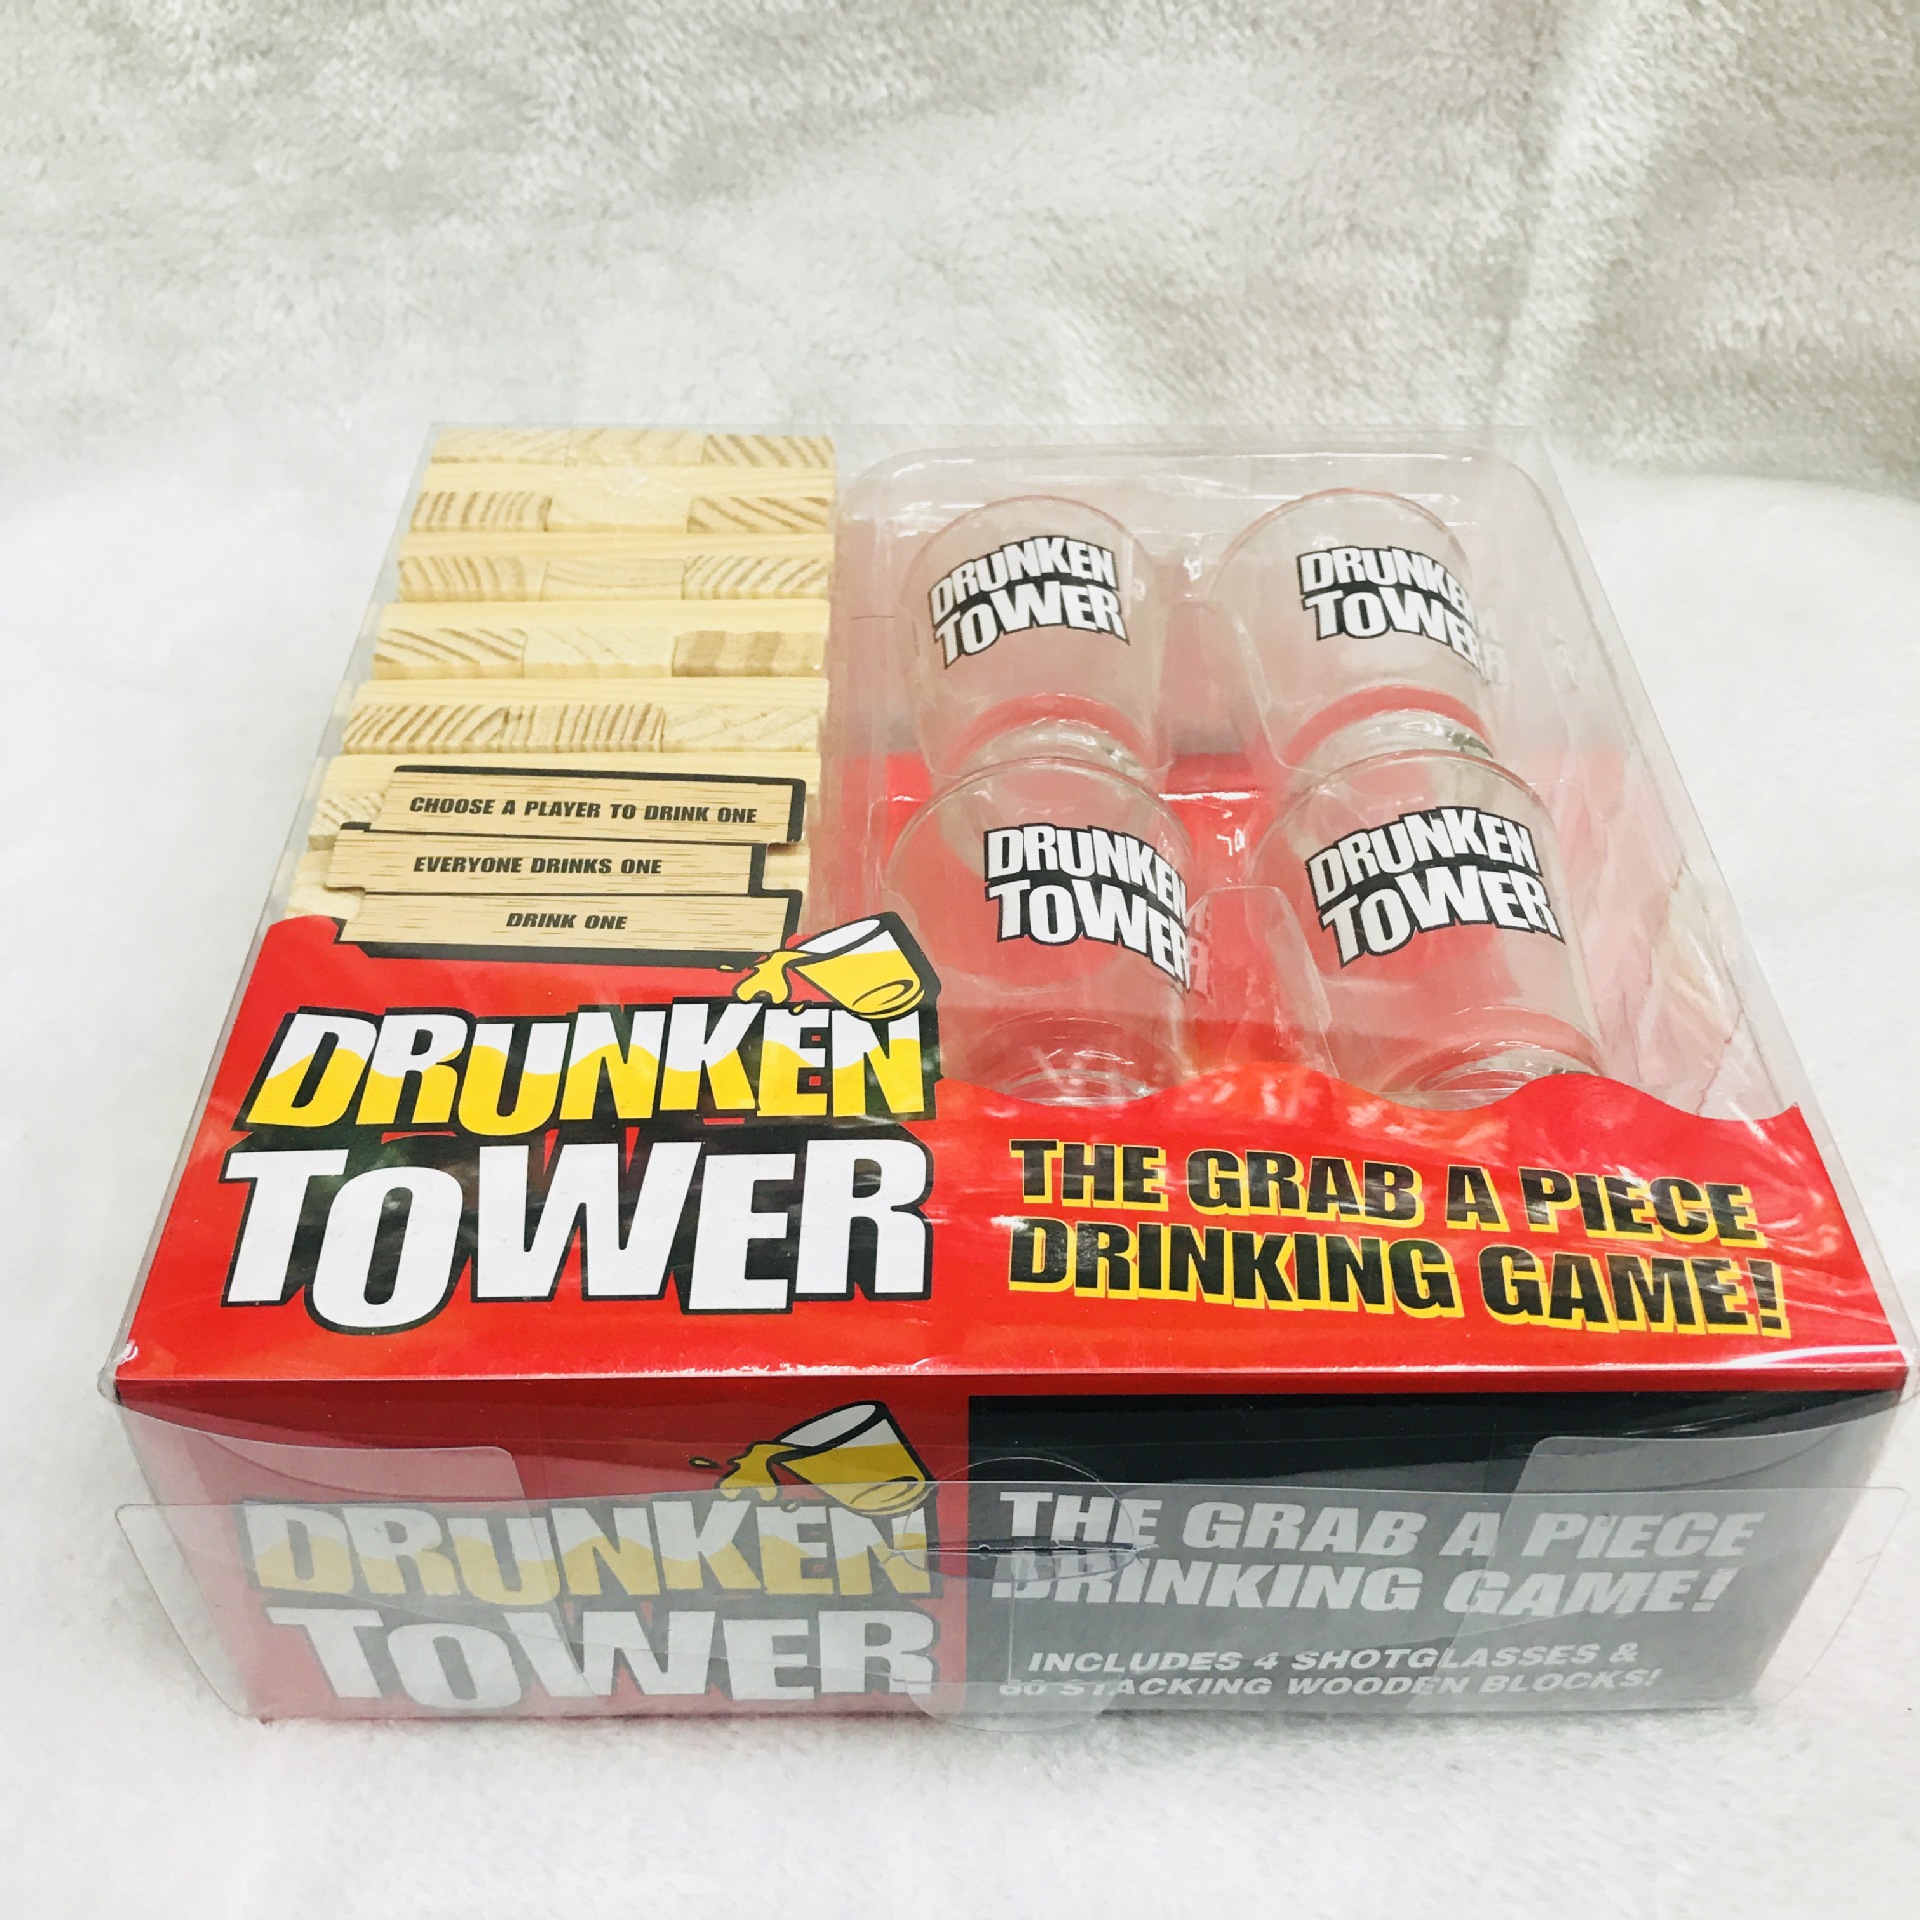 DRUNKEN
TOWER
DRUNKEN
TOWER
DRUNKEN
TOWER
DRUNKEN
TOWER
CHOOSE A PLAYER TO DRINK ONE
EVERYONE DRINKS ONE
DRINK ONE
DRUNKEN
TOWER
THE GRAB A PIECE
DRINKING GAME!
DRUNKEN
TOWER
THE GRAB A PIECE
DRINKING GAME!
INCLUDES 4 SHOTGLASSES &
60 STACKING WOODEN BLOCKS!